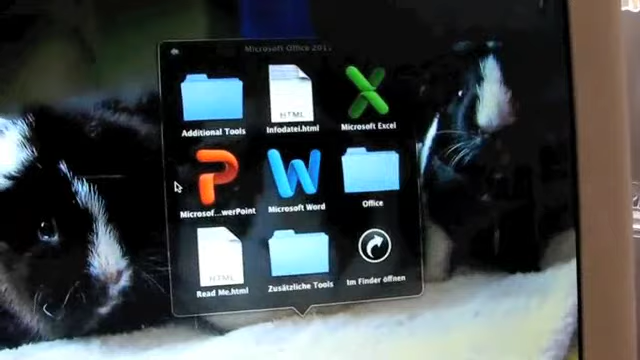 Microsoft Office 2011
HTML
Additional Tools
Infodatei.html
Microsoft Excel
Microsof...werPoint
Microsoft Word
Office
HTML
Read Me.html
Zusätzliche Tools
Im Finder öffnen